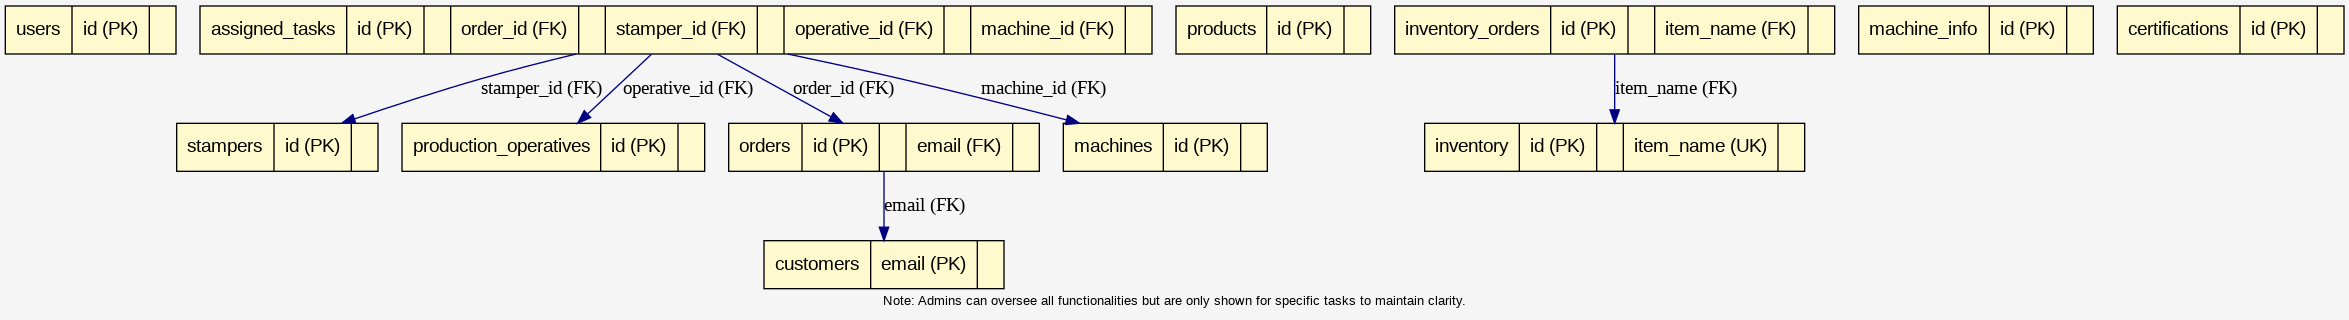 users id (PK)
assigned_tasks id (PK) order_id (FK) stamper_id (FK) operative_id (FK) machine_id (FK)
products id (PK)
inventory_orders id (PK) item_name (FK)
machine_info id (PK)
certifications id (PK)
stamper_id (FK)
operative_id (FK)
order_id (FK)
machine_id (FK)
item_name (FK)
stampers id (PK)
production_operatives id (PK)
orders id (PK) email (FK)
machines id (PK)
inventory id (PK) item_name (UK)
email (FK)
customers email (PK)
Note: Admins can oversee all functionalities but are only shown for specific tasks to maintain clarity.